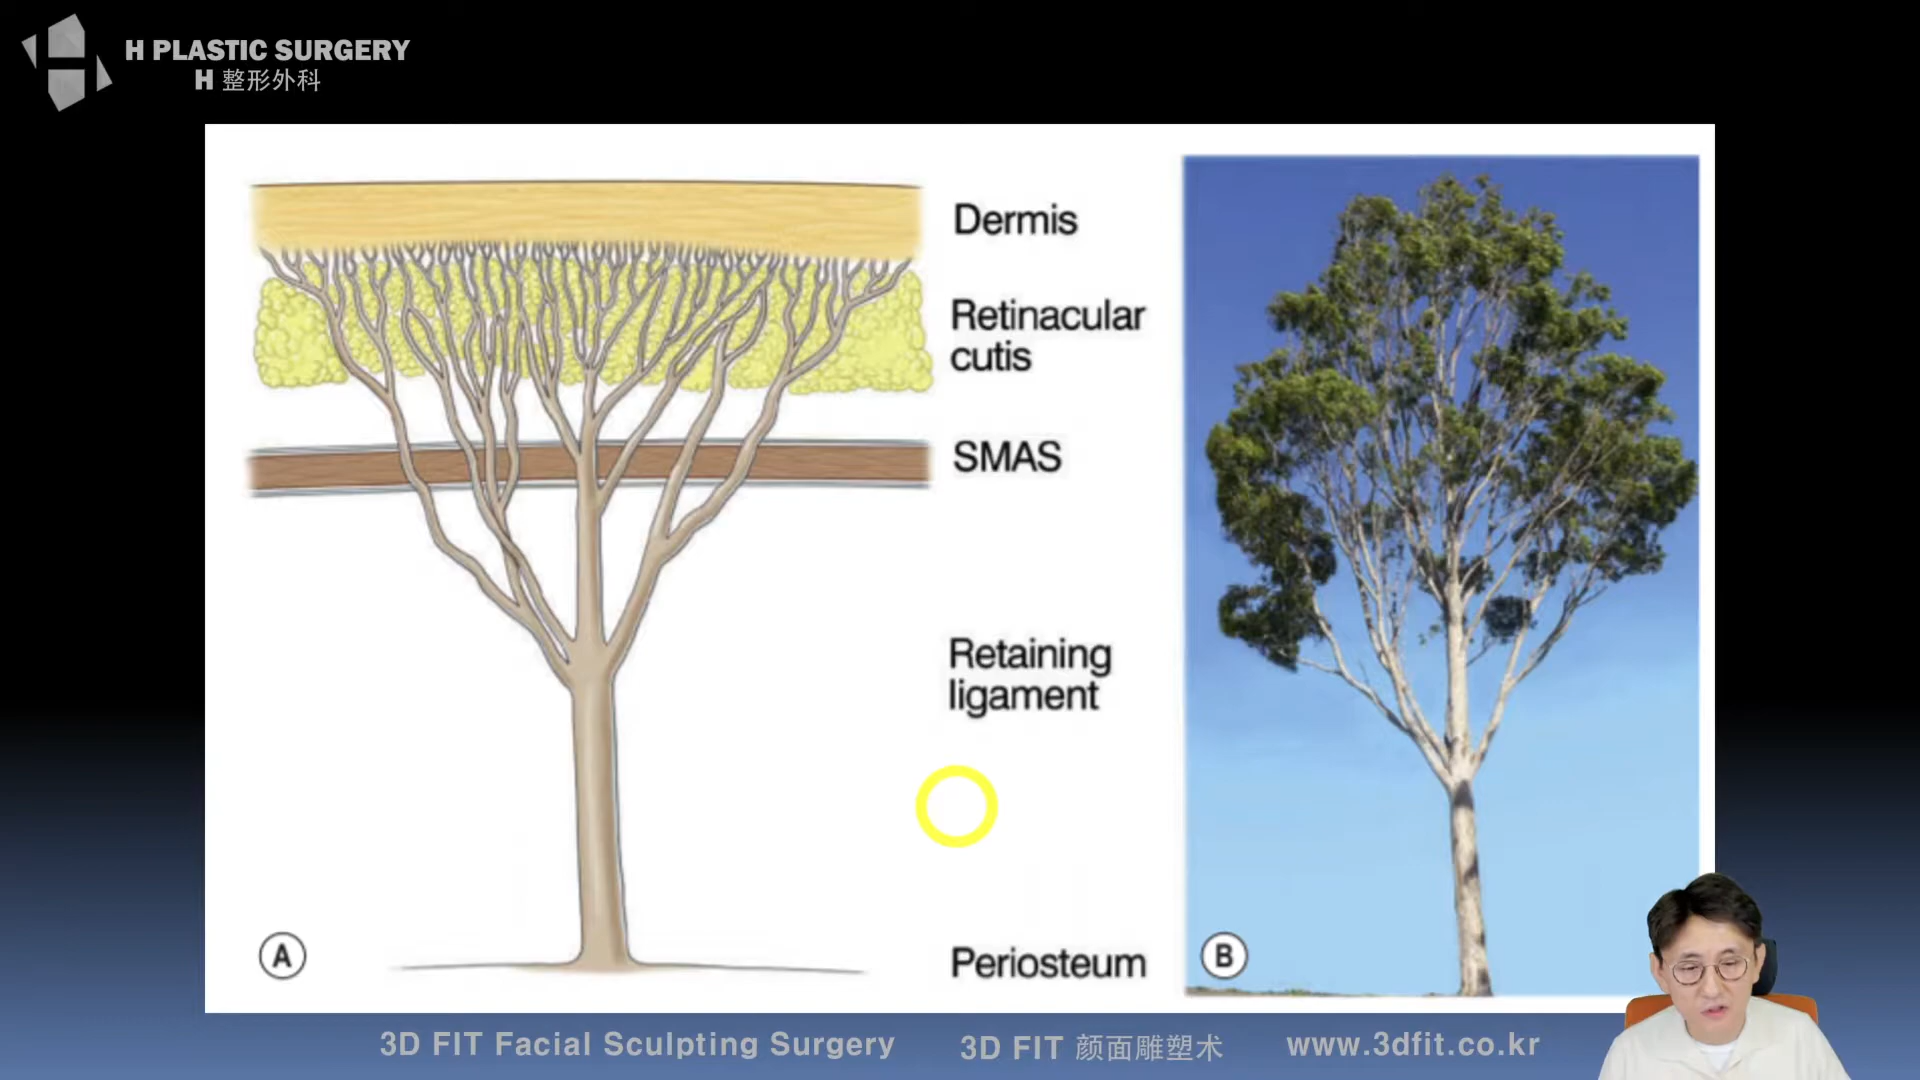 H PLASTIC SURGERY
H 整形外科
Dermis
Retinacular
cutis
SMAS
Retaining
ligament
Periosteum
A
B
3D FIT Facial Sculpting Surgery
3D FIT 颜面雕塑术
www.3dfit.co.kr